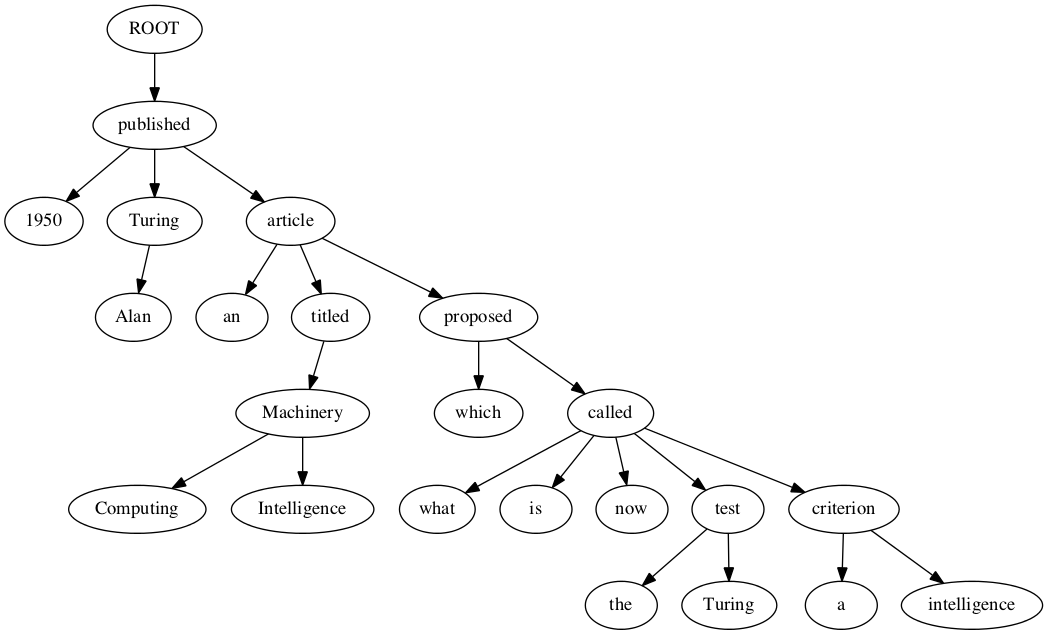 ROOT
published
1950 Turing article
Alan an titled proposed
Machinery which called
Computing Intelligence what is now test criterion
the Turing a intelligence